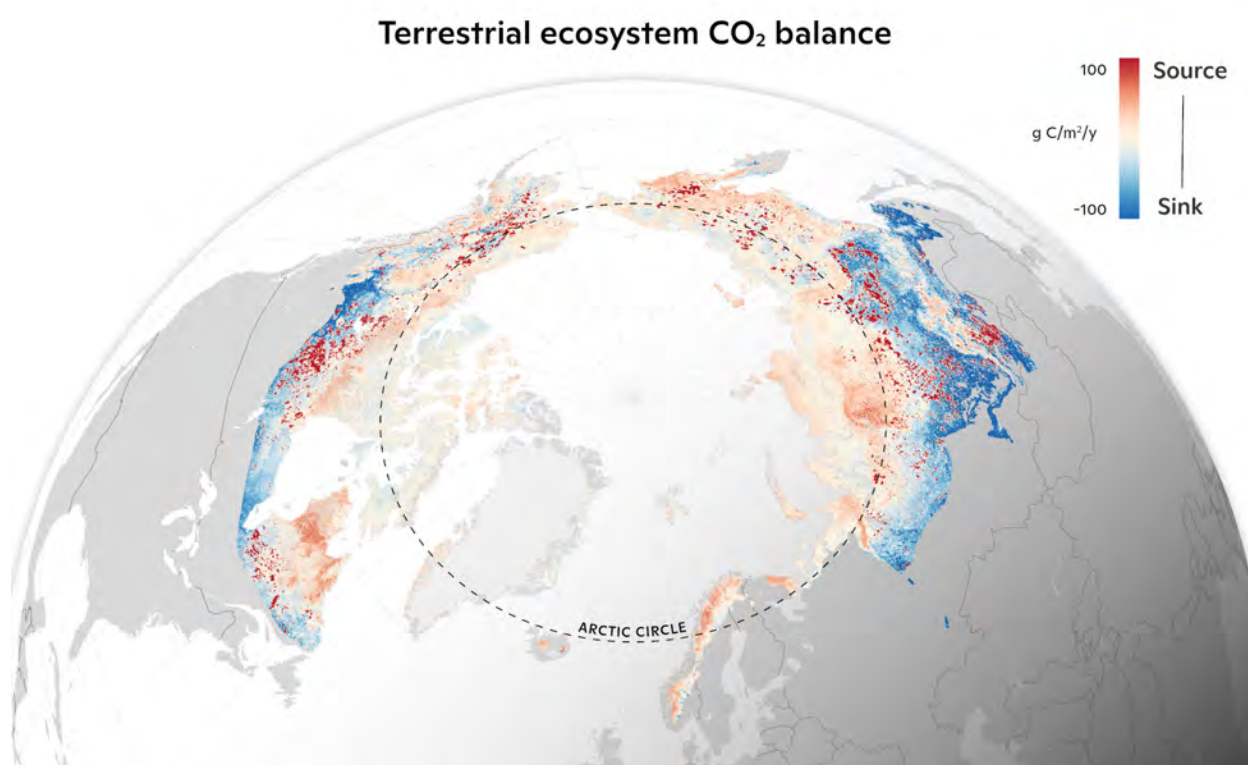 Terrestrial ecosystem CO₂ balance
100
Source
g C/m²/y
-100
Sink
ARCTIC CIRCLE